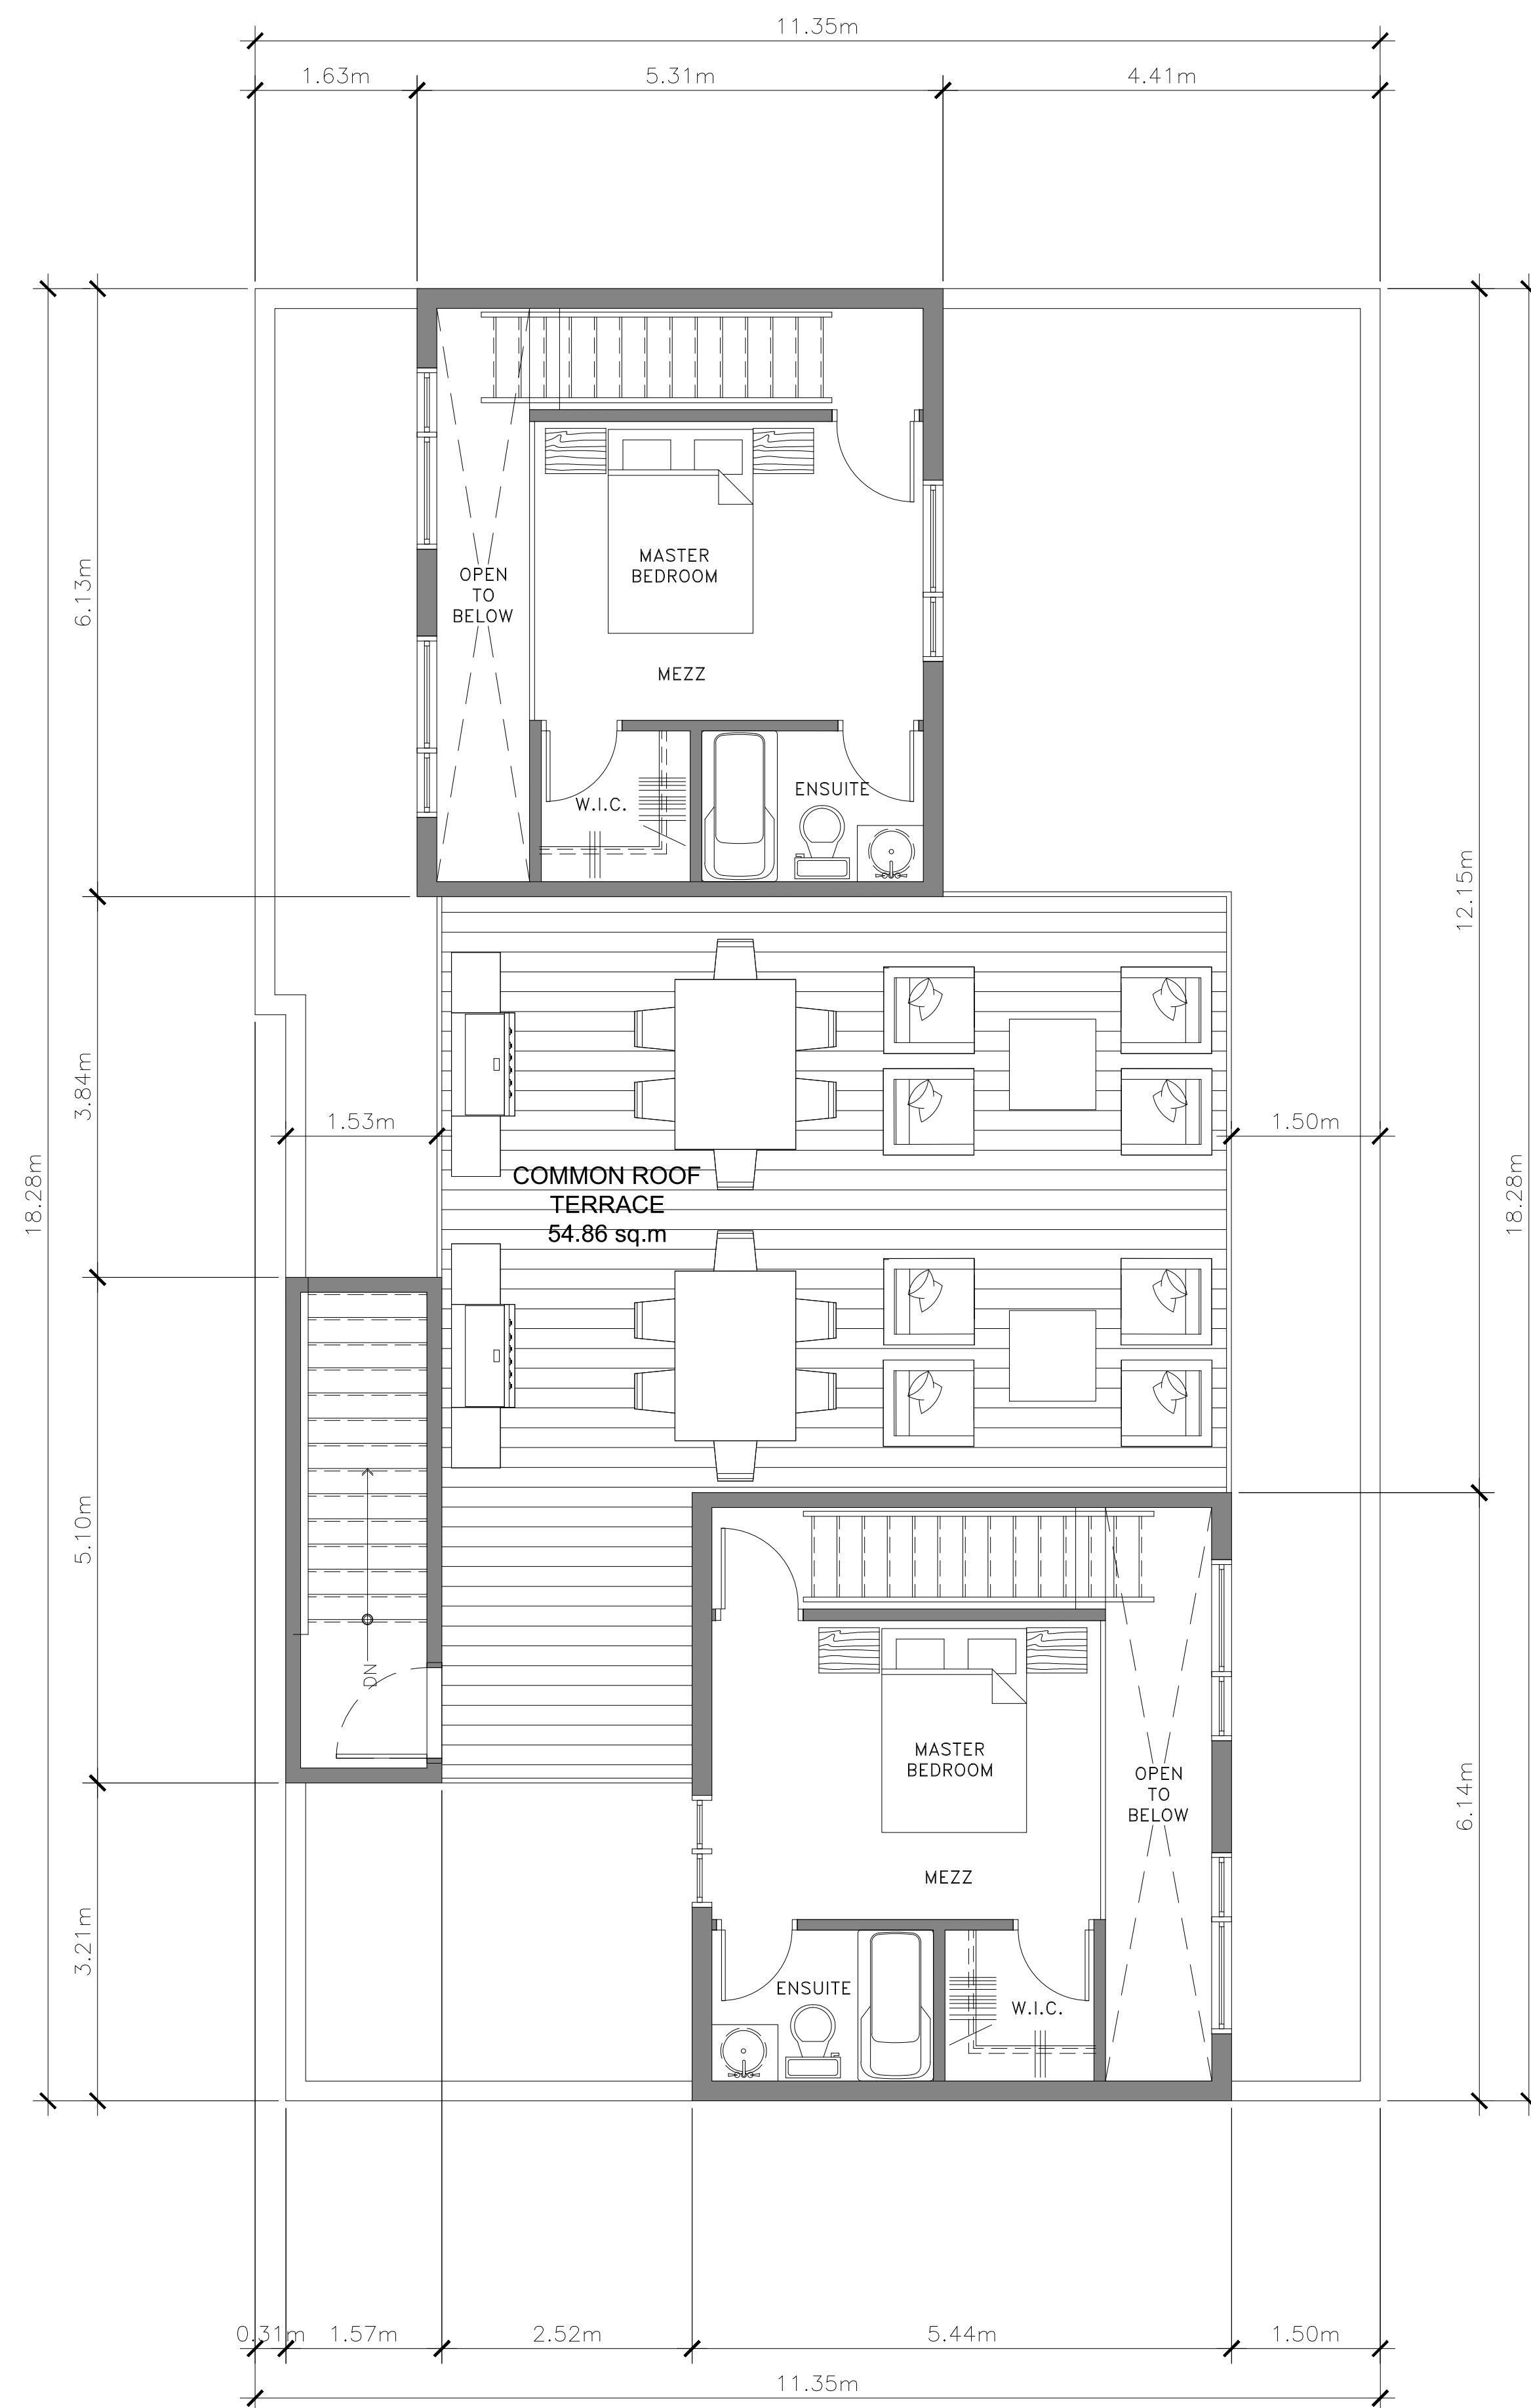 11.35m
1.63m
5.31m
4.41m
MASTER
BEDROOM
OPEN
TO
BELOW
6.13m
MEZZ
ENSUITE
W.I.C.
12.15m
3.84m
1.53m
1.50m
18.28m
18.28m
COMMON ROOF
TERRACE
54.86 sq.m
5.10m
DN
MASTER
BEDROOM
OPEN
TO
BELOW
6.14m
MEZZ
3.21m
ENSUITE
W.I.C.
0.31m
1.57m
2.52m
5.44m
1.50m
11.35m